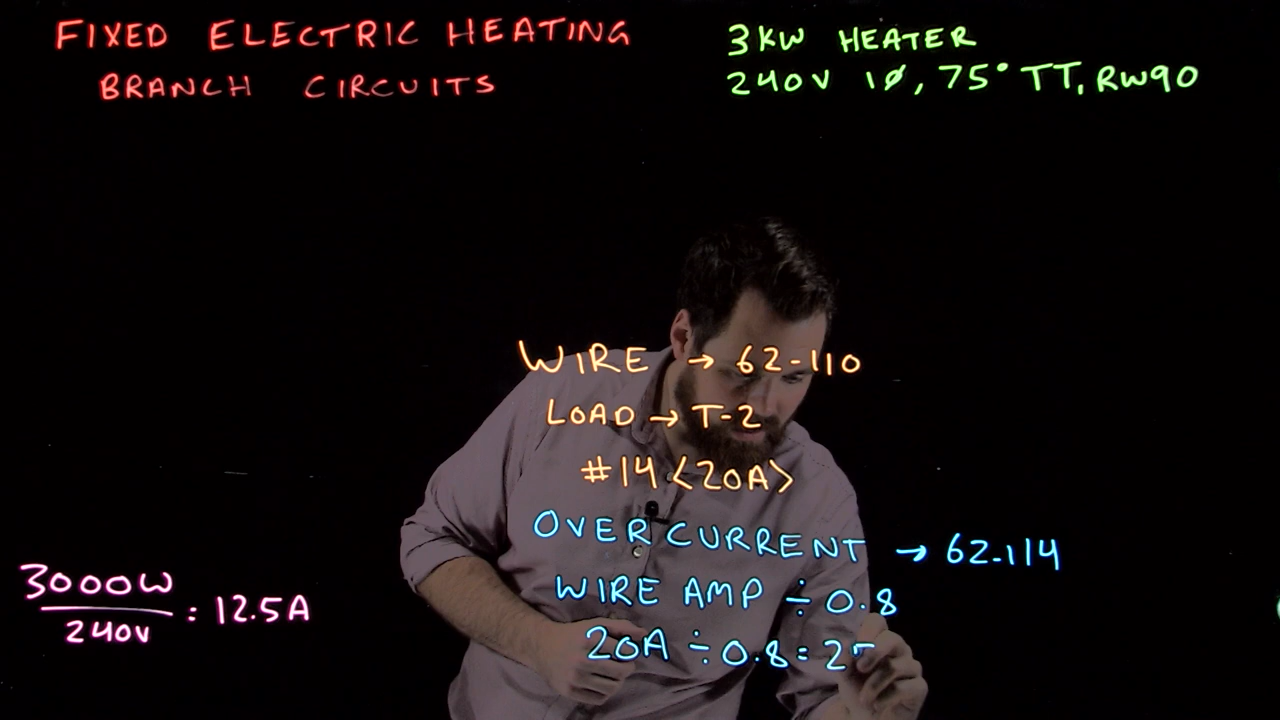 FIXED ELECTRIC HEATING
BRANCH CIRCUITS
3KW HEATER
240V 1Ø, 75° TT, RW90
WIRE → 62-110
LOAD → T-2
#14 <20A>
OVERCURRENT → 62-114
WIRE AMP ÷ 0.8
20A ÷ 0.8 = 2
3000W
240V
= 12.5A